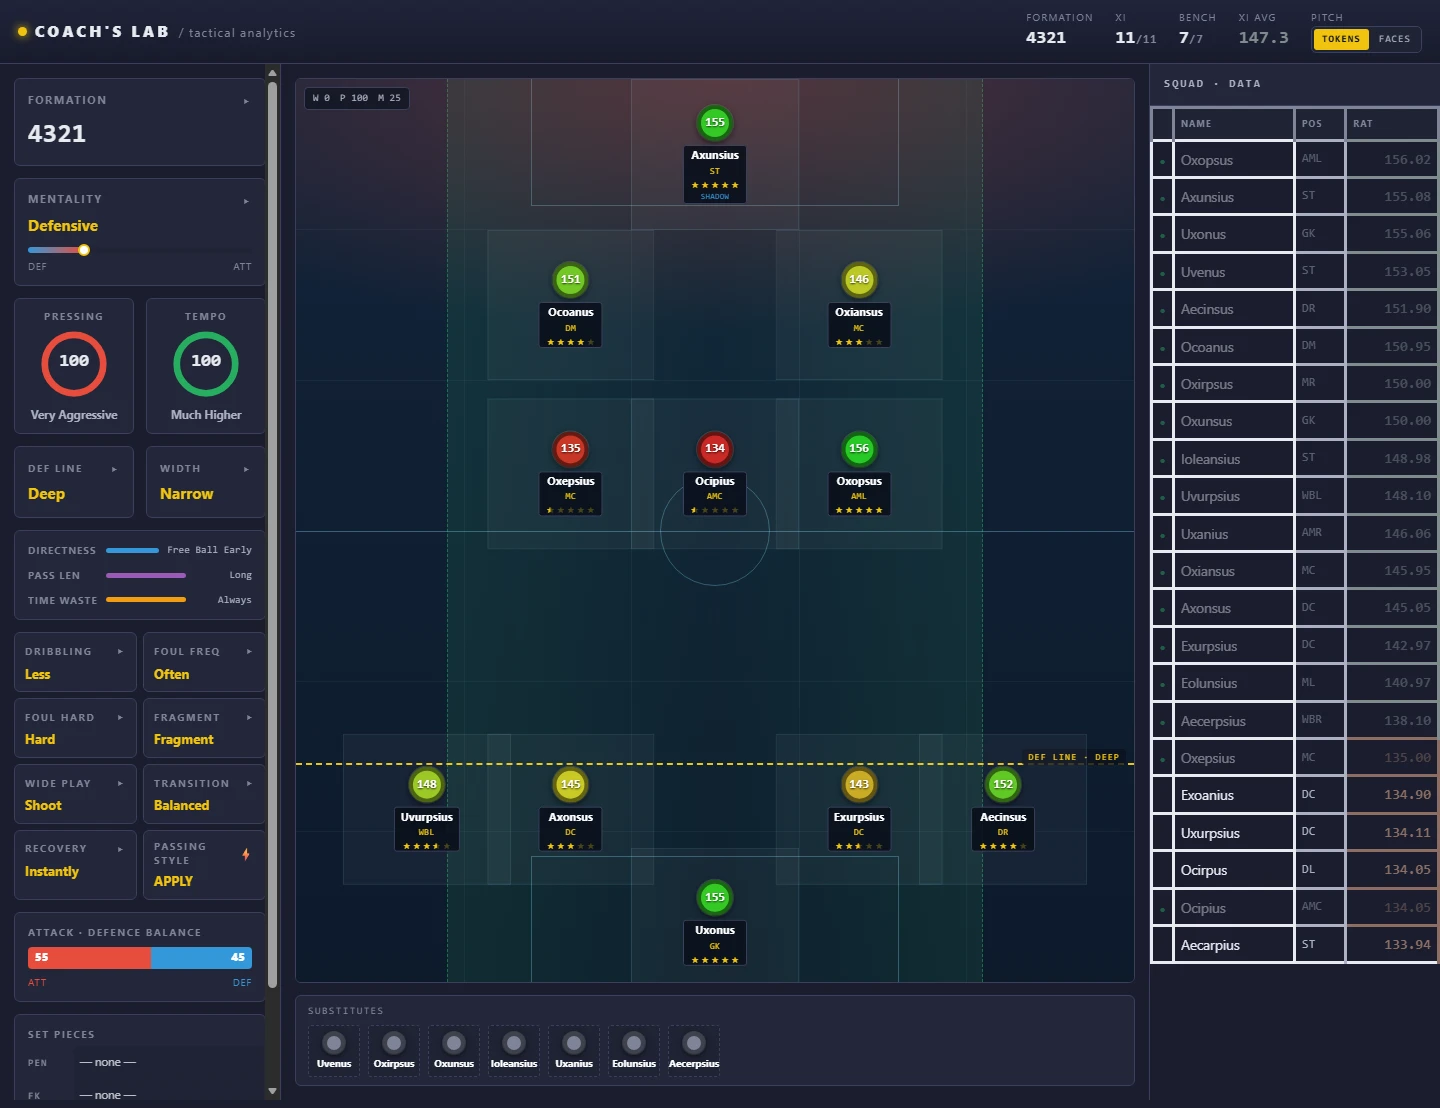 COACH'S LAB / tactical analytics
FORMATION XI BENCH XI AVG PITCH
4321 11/11 7/7 147.3 TOKENS FACES
FORMATION
4321
MENTALITY
Defensive
DEF ATT
PRESSING TEMPO
100 100
Very Aggressive Much Higher
DEF LINE WIDTH
Deep Narrow
DIRECTNESS Free Ball Early
PASS LEN Long
TIME WASTE Always
DRIBBLING FOUL FREQ
Less Often
FOUL HARD FRAGMENT
Hard Fragment
WIDE PLAY TRANSITION
Shoot Balanced
RECOVERY PASSING STYLE
Instantly APPLY
ATTACK · DEFENCE BALANCE
55 45
ATT DEF
SET PIECES
PEN — none —
FK — none —
W 0 P 100 M 25
155
Axunsius
ST
★★★★★
SHADOW
151 146
Ocoanus Oxiansus
DM MC
135 134 156
Oxepsius Ocipius Oxopsus
MC AMC AML
DEF LINE · DEEP
148 145 143 152
Uvurpsius Axonsus Exurpsius Aecinsus
WBL DC DC DR
155
Uxonus
GK
SUBSTITUTES
Uvenus Oxirpsus Oxunsus Ioleansius Uxanius Eolunsius Aecerpsius
SQUAD · DATA
NAME POS RAT
Oxopsus AML 156.02
Axunsius ST 155.08
Uxonus GK 155.06
Uvenus ST 153.05
Aecinsus DR 151.90
Ocoanus DM 150.95
Oxirpsus MR 150.00
Oxunsus GK 150.00
Ioleansius ST 148.98
Uvurpsius WBL 148.10
Uxanius AMR 146.06
Oxiansus MC 145.95
Axonsus DC 145.05
Exurpsius DC 142.97
Eolunsius ML 140.97
Aecerpsius WBR 138.10
Oxepsius MC 135.00
Exoanius DC 134.90
Uxurpsius DC 134.11
Ocirpus DL 134.05
Ocipius AMC 134.05
Aecarpius ST 133.94